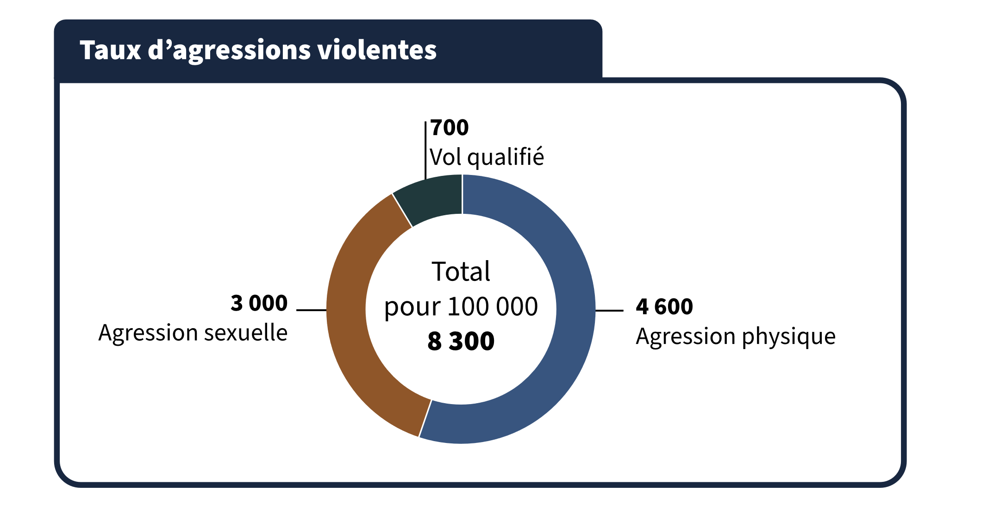 Taux d’agressions violentes
700
Vol qualifié
Total
pour 100 000
8 300
3 000
Agression sexuelle
4 600
Agression physique